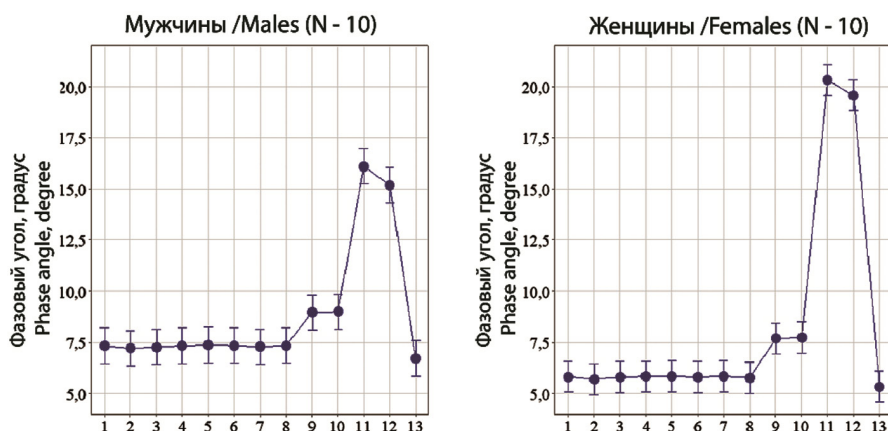 Мужчины /Males (N - 10)
Фазовый угол, градус
Phase angle, degree
20,0
17,5
15,0
12,5
10,0
7,5
5,0
1 2 3 4 5 6 7 8 9 10 11 12 13
Женщины /Females (N - 10)
Фазовый угол, градус
Phase angle, degree
20,0
17,5
15,0
12,5
10,0
7,5
5,0
1 2 3 4 5 6 7 8 9 10 11 12 13